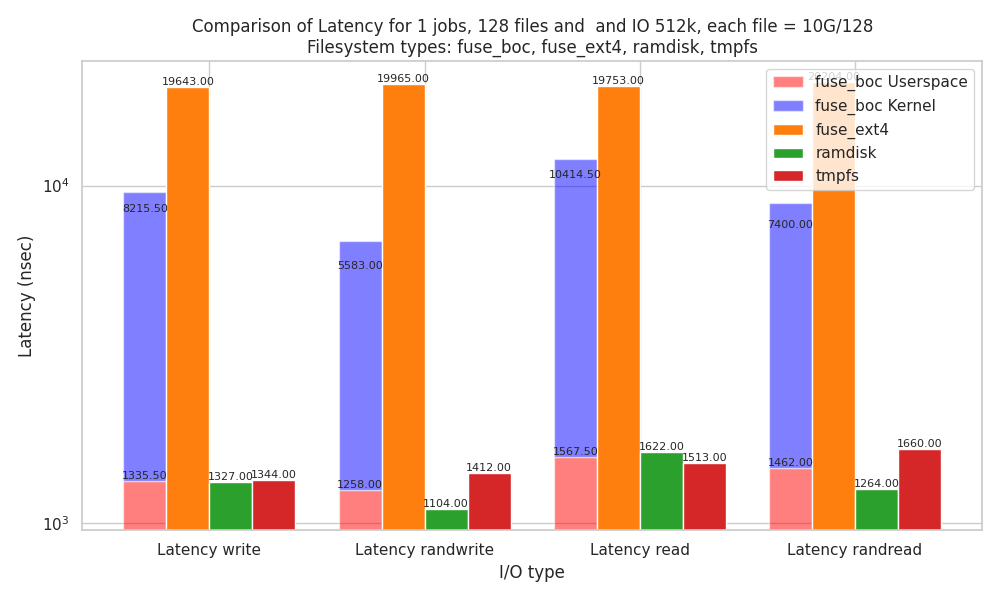 Comparison of Latency for 1 jobs, 128 files and  and IO 512k, each file = 10G/128
Filesystem types: fuse_boc, fuse_ext4, ramdisk, tmpfs
19643.00
19965.00
19753.00
fuse_boc Userspace
fuse_boc Kernel
fuse_ext4
ramdisk
tmpfs
10^4
8215.50
5583.00
10414.50
7400.00
Latency (nsec)
1335.50
1327.00
1344.00
1258.00
1104.00
1412.00
1567.50
1622.00
1513.00
1462.00
1264.00
1660.00
10^3
Latency write
Latency randwrite
Latency read
Latency randread
I/O type